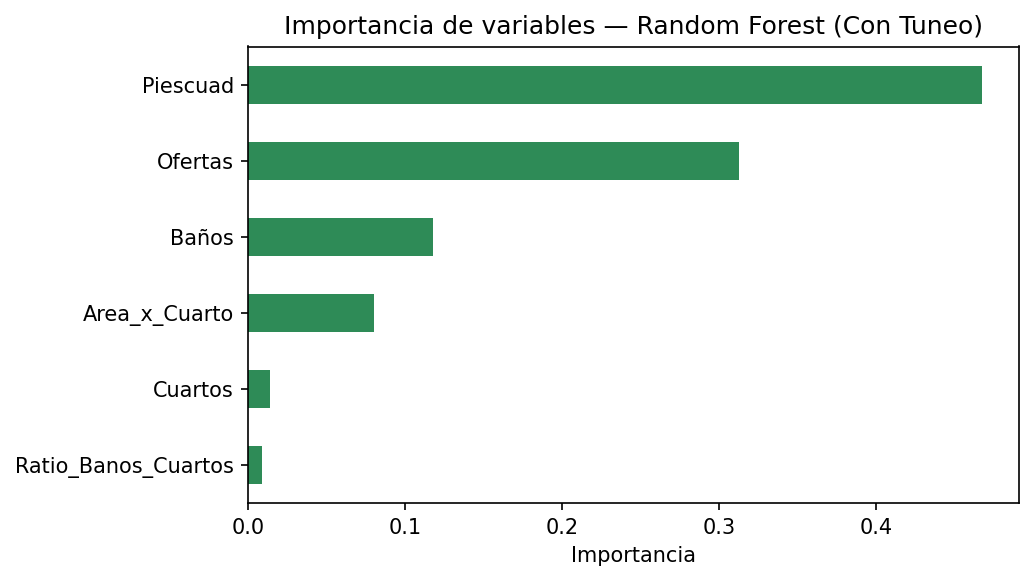 Importancia de variables — Random Forest (Con Tuneo)
Piescuad
Ofertas
Baños
Area_x_Cuarto
Cuartos
Ratio_Banos_Cuartos
0.0 0.1 0.2 0.3 0.4
Importancia